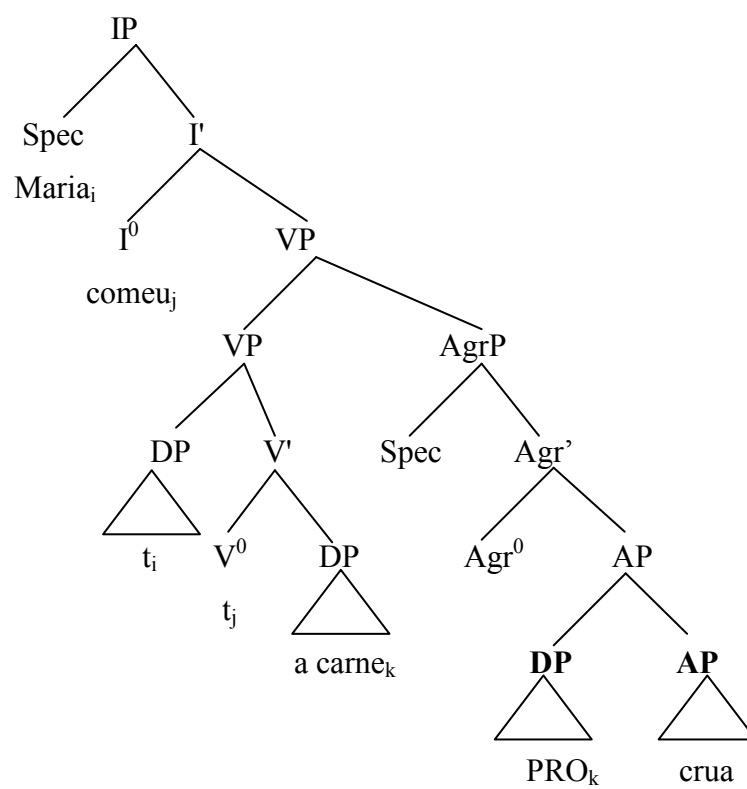 IP
Spec I'
Maria_i
I^0 VP
comeu_j
VP AgrP
DP V' Spec Agr’
t_i V^0 DP Agr^0 AP
t_j
a carne_k DP AP
PRO_k crua